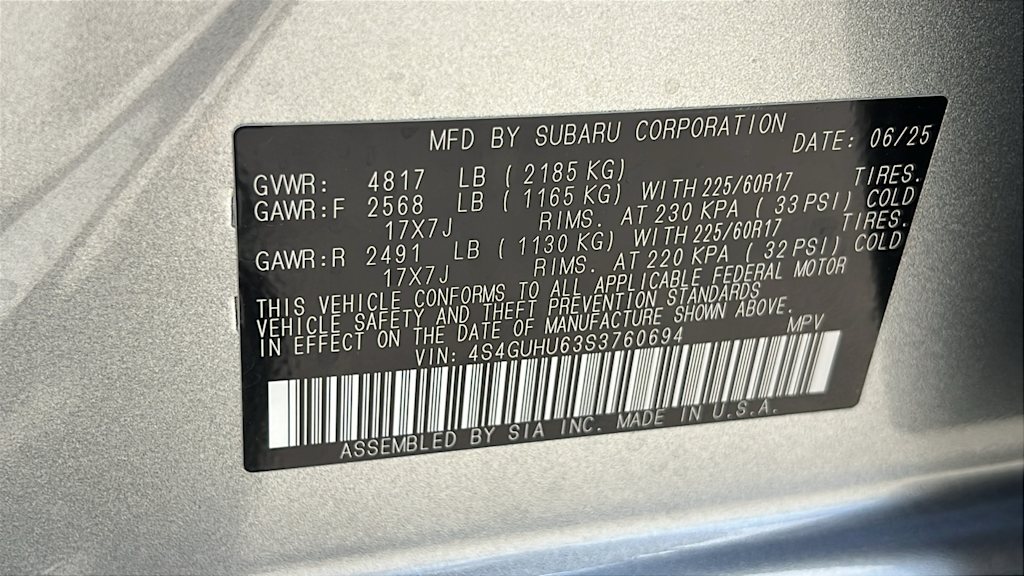 MFD BY SUBARU CORPORATION DATE: 06/25
GVWR: 4817 LB ( 2185 KG)
GAWR:F 2568 LB ( 1165 KG) WITH 225/60R17 TIRES.
17X7J RIMS. AT 230 KPA ( 33 PSI) COLD
GAWR:R 2491 LB ( 1130 KG) WITH 225/60R17 TIRES.
17X7J RIMS. AT 220 KPA ( 32 PSI) COLD
THIS VEHICLE CONFORMS TO ALL APPLICABLE FEDERAL MOTOR
VEHICLE SAFETY AND THEFT PREVENTION STANDARDS
IN EFFECT ON THE DATE OF MANUFACTURE SHOWN ABOVE.
VIN: 4S4GUHU63S3760694 MPV
ASSEMBLED BY SIA INC. MADE IN U.S.A.